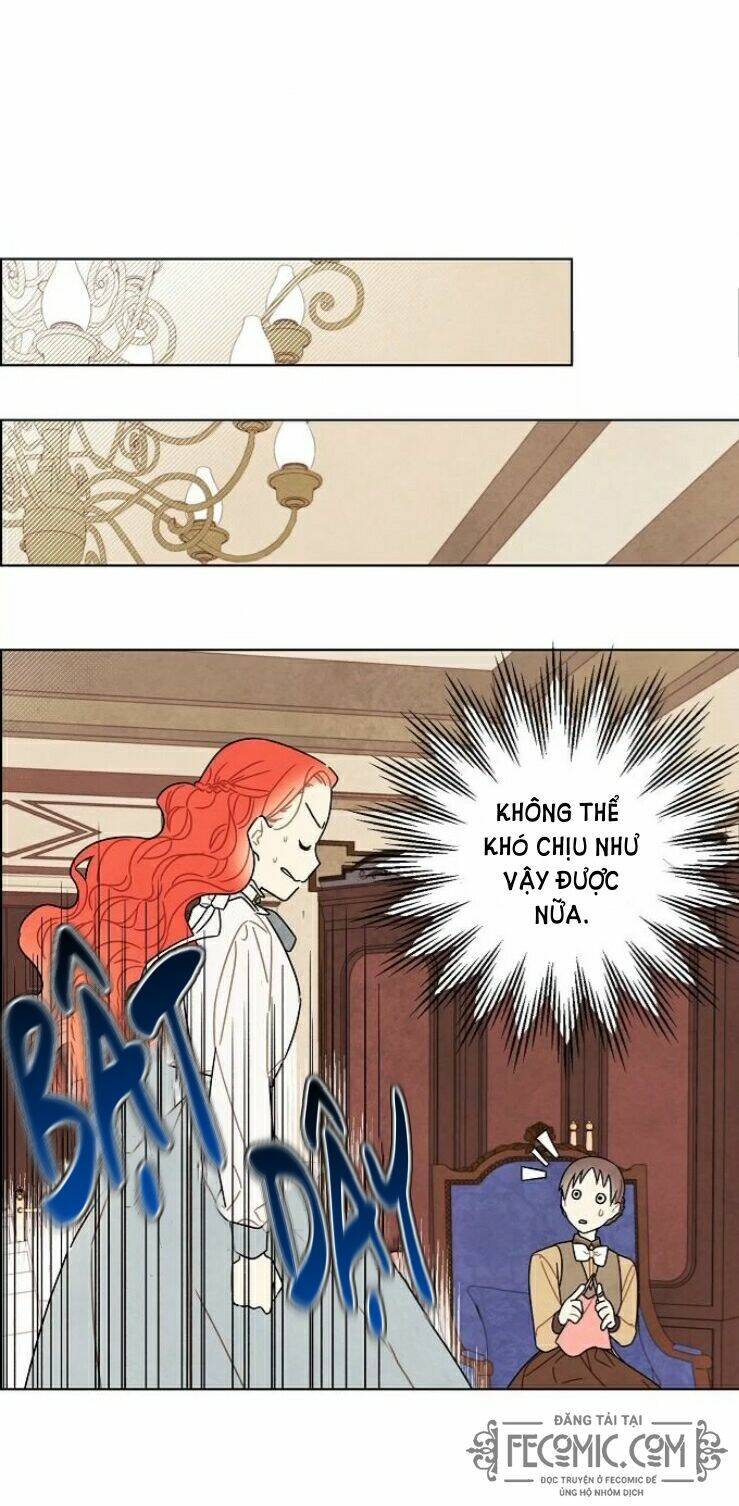 KHÔNG THỂ
KHÓ CHỊU NHƯ
VẬY ĐƯỢC
NỮA.
BẬT
DẬY
ĐĂNG TẢI TẠI
FECOMIC.COM
ĐỌC TRUYỆN Ở FECOMIC ĐỂ
ỦNG HỘ NHÓM DỊCH